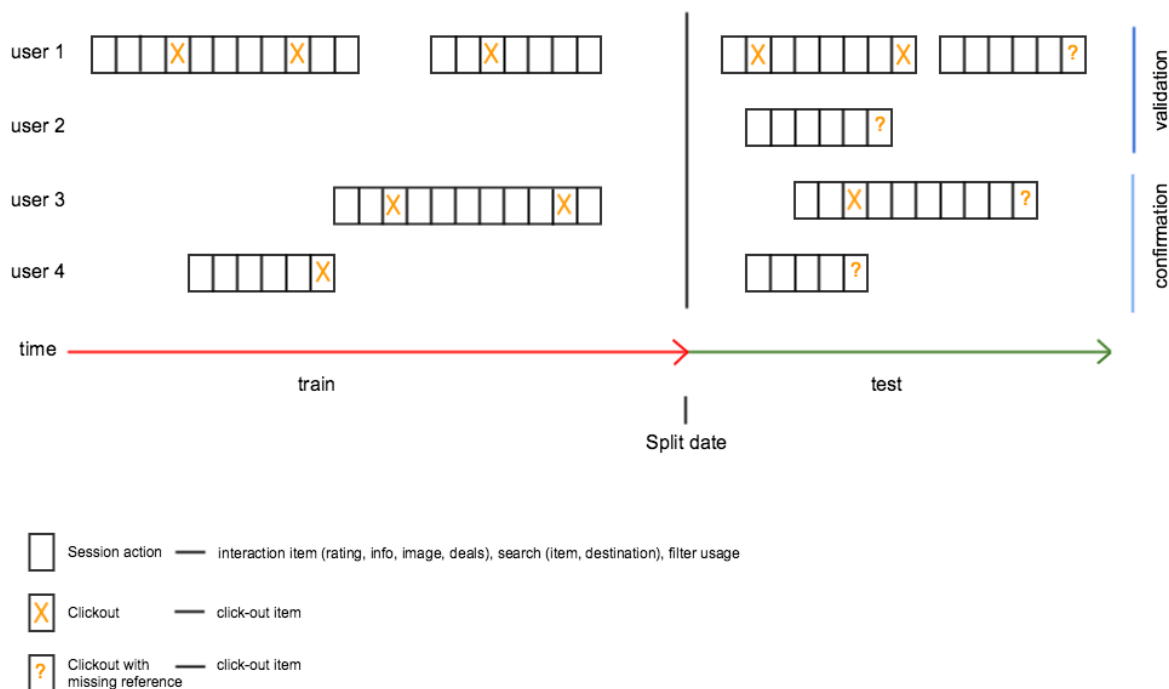 user 1
X
X
X
X
X
?
validation
user 2
?
user 3
X
X
X
?
confirmation
user 4
X
?
time
train
test
Split date
Session action
interaction item (rating, info, image, deals), search (item, destination), filter usage
X
Clickout
click-out item
?
Clickout with
missing reference
click-out item